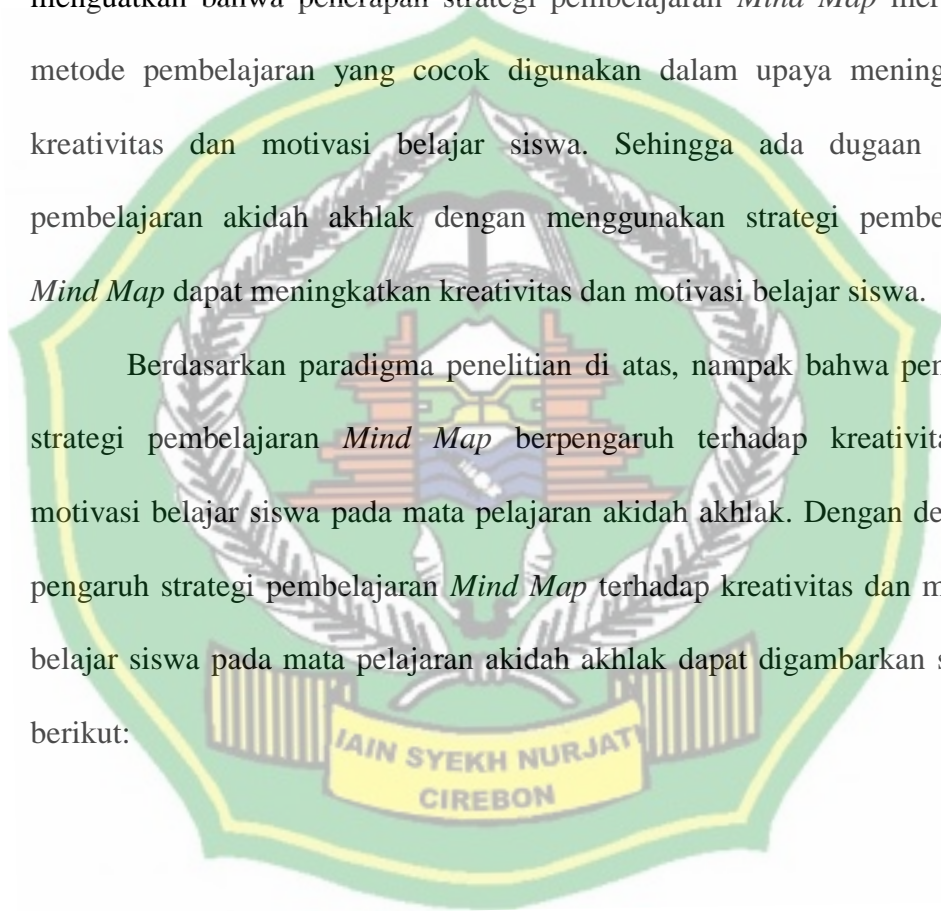 menguatkan bahwa penerapan strategi pembelajaran Mind Map mer
metode pembelajaran yang cocok digunakan dalam upaya mening
kreativitas dan motivasi belajar siswa. Sehingga ada dugaan
pembelajaran akidah akhlak dengan menggunakan strategi pembe
Mind Map dapat meningkatkan kreativitas dan motivasi belajar siswa.
Berdasarkan paradigma penelitian di atas, nampak bahwa pen
strategi pembelajaran Mind Map berpengaruh terhadap kreativita
motivasi belajar siswa pada mata pelajaran akidah akhlak. Dengan de
pengaruh strategi pembelajaran Mind Map terhadap kreativitas dan m
belajar siswa pada mata pelajaran akidah akhlak dapat digambarkan s
berikut:
IAIN SYEKH NURJATI
CIREBON